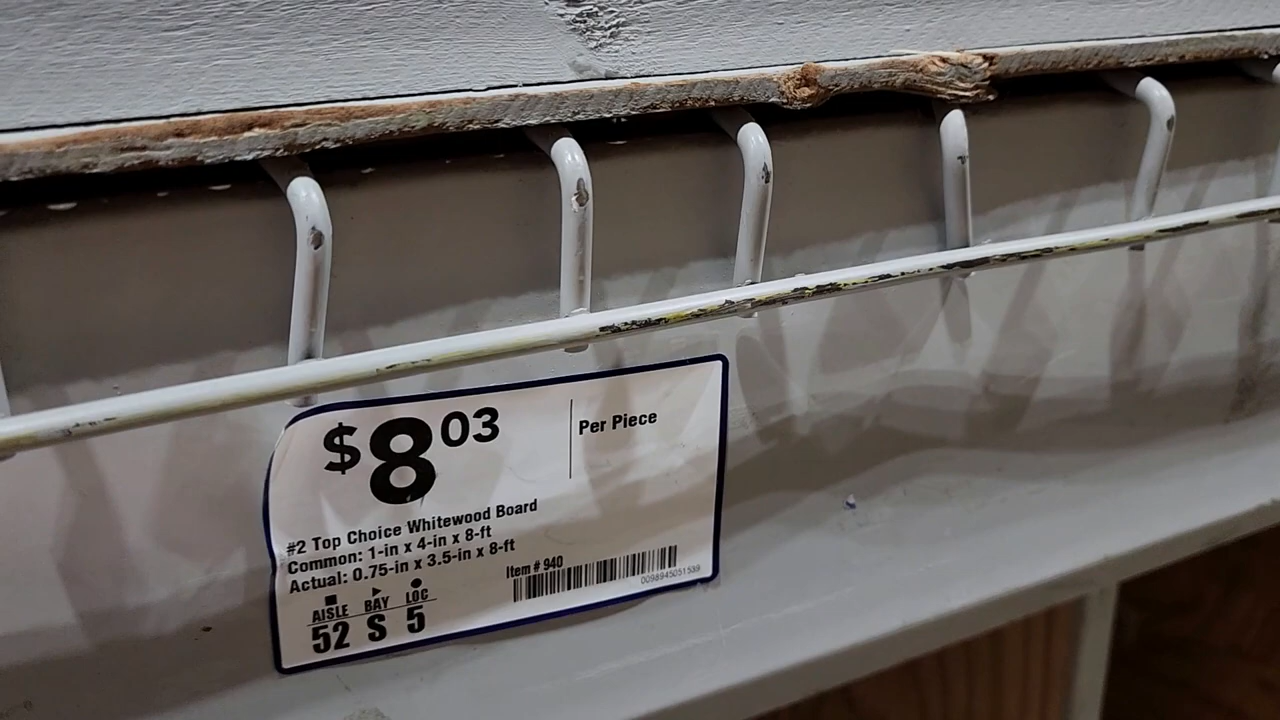 $8 03
Per Piece
#2 Top Choice Whitewood Board
Common: 1-in x 4-in x 8-ft
Actual: 0.75-in x 3.5-in x 8-ft
Item # 940
0098945051539
AISLE BAY LOC
52 S 5